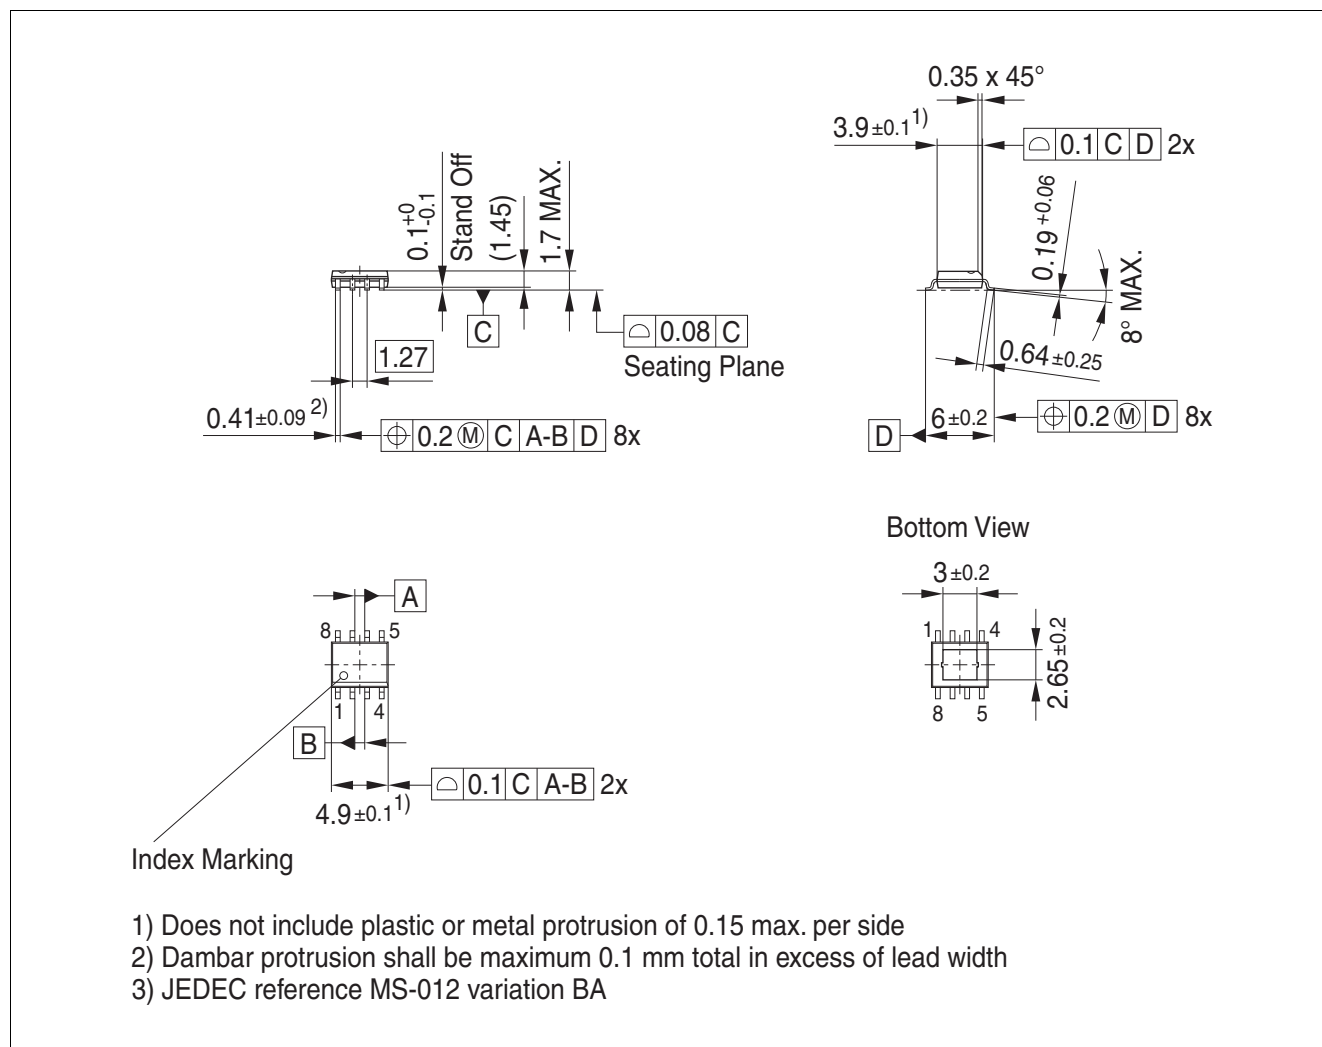 0.35 x 45°
3.9±0.1 1)
0.1 C D 2x
0.1 +0 -0.1
Stand Off
(1.45)
1.7 MAX.
0.19 +0.06
8° MAX.
C
0.08 C
Seating Plane
1.27
0.64±0.25
0.41±0.09 2)
0.2 Ⓜ C A-B D 8x
D
6±0.2
0.2 Ⓜ D 8x
Bottom View
3±0.2
A
8 5
1 4
2.65±0.2
1 4
8 5
B
0.1 C A-B 2x
4.9±0.1 1)
Index Marking
1) Does not include plastic or metal protrusion of 0.15 max. per side
2) Dambar protrusion shall be maximum 0.1 mm total in excess of lead width
3) JEDEC reference MS-012 variation BA